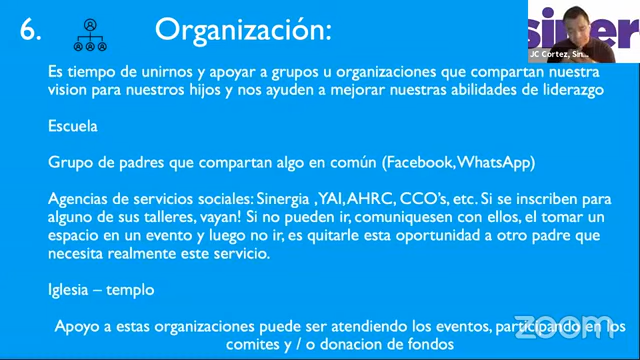 6.
Organización:
siner
JC Cortez, Sin...
Es tiempo de unirnos y apoyar a grupos u organizaciones que compartan nuestra
vision para nuestros hijos y nos ayuden a mejorar nuestras abilidades de liderazgo
Escuela
Grupo de padres que compartan algo en común (Facebook, WhatsApp)
Agencias de servicios sociales: Sinergia , YAI, AHRC, CCO's, etc. Si se inscriben para
alguno de sus talleres, vayan! Si no pueden ir, comuniquesen con ellos, el tomar un
espacio en un evento y luego no ir, es quitarle esta oportunidad a otro padre que
necesita realmente este servicio.
Iglesia – templo
Apoyo a estas organizaciones puede ser atendiendo los eventos, participando en los
comites y / o donacion de fondos
zoom